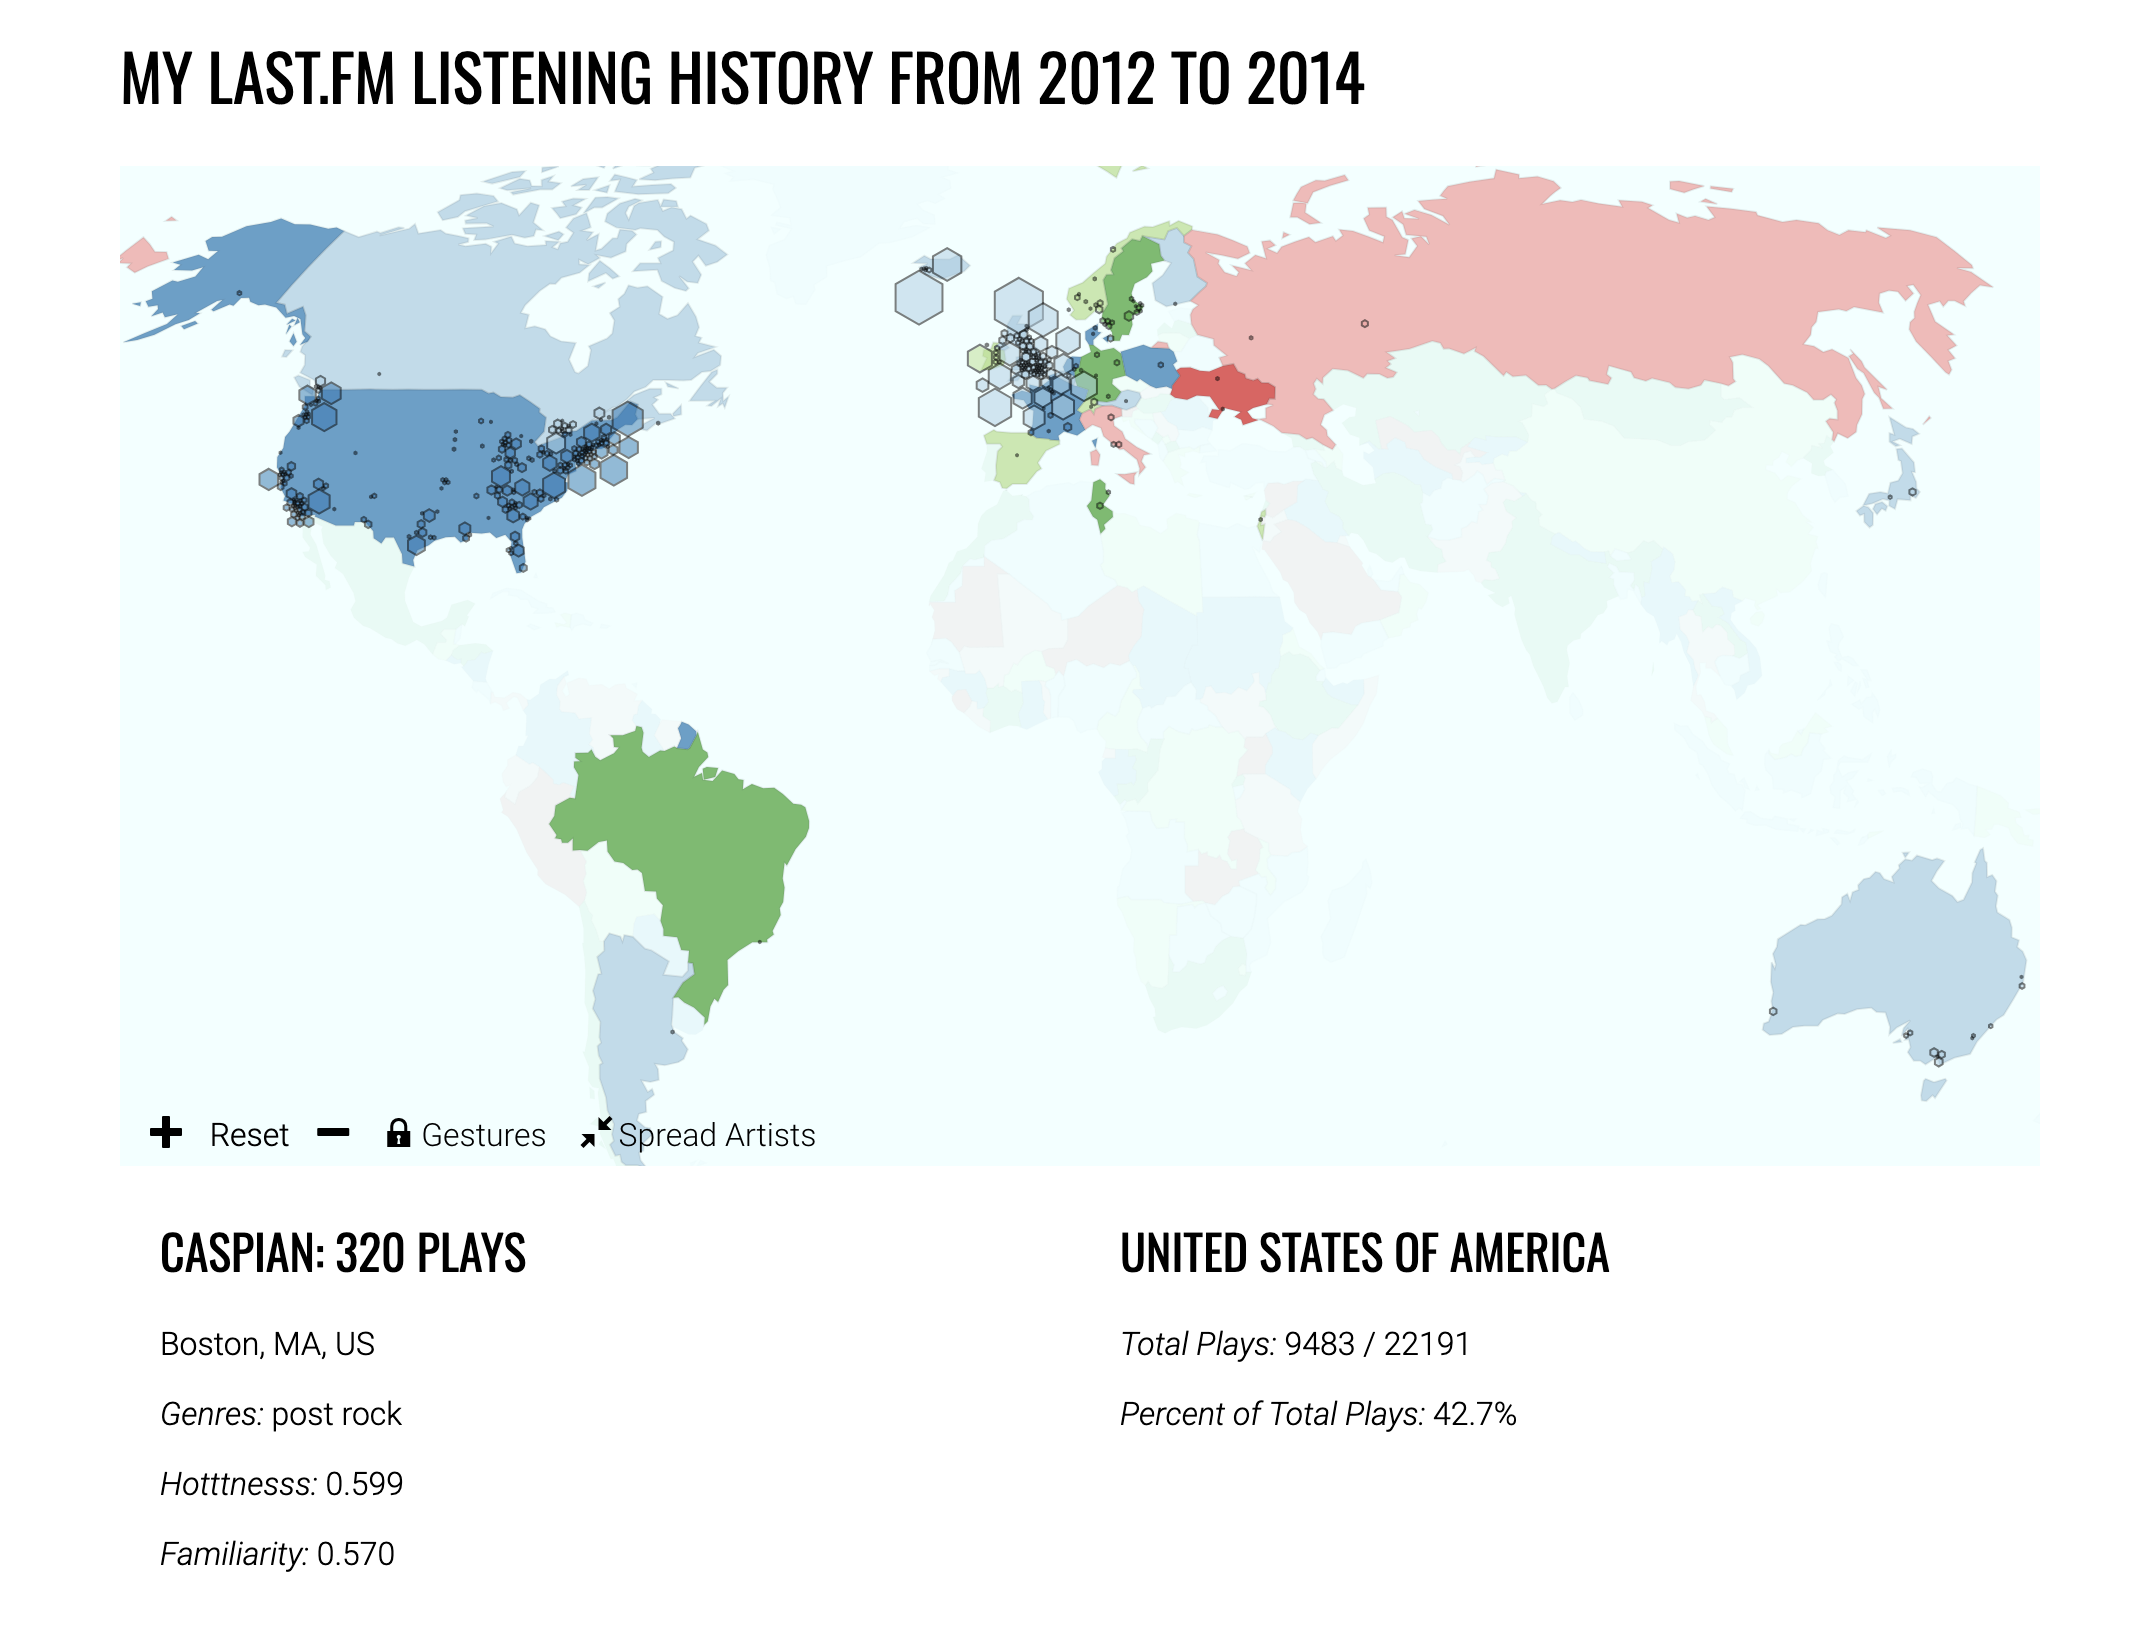 MY LAST.FM LISTENING HISTORY FROM 2012 TO 2014
Reset Gestures Spread Artists
CASPIAN: 320 PLAYS
Boston, MA, US
Genres: post rock
Hotttnesss: 0.599
Familiarity: 0.570
UNITED STATES OF AMERICA
Total Plays: 9483 / 22191
Percent of Total Plays: 42.7%